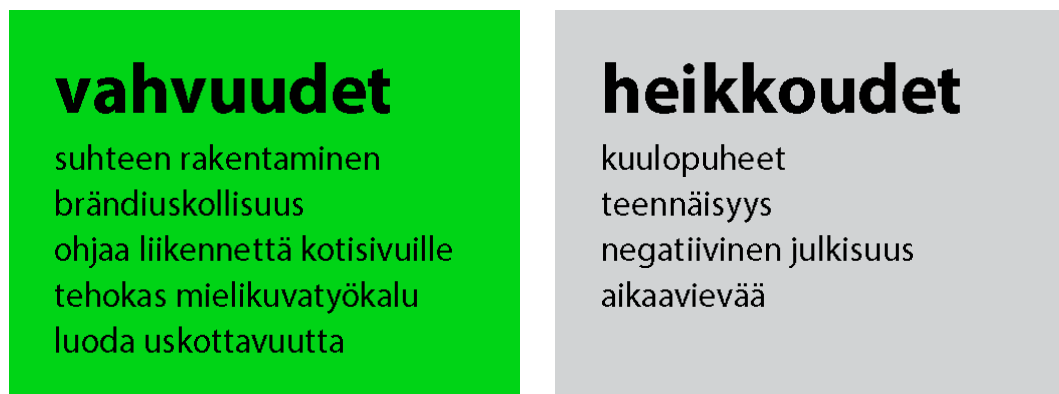 vahvuudet
suhteen rakentaminen
brändiuskollisuus
ohjaa liikennettä kotisivuille
tehokas mielikuvatyökalu
luoda uskottavuutta
heikkoudet
kuulopuheet
teennäisyys
negatiivinen julkisuus
aikaavievää